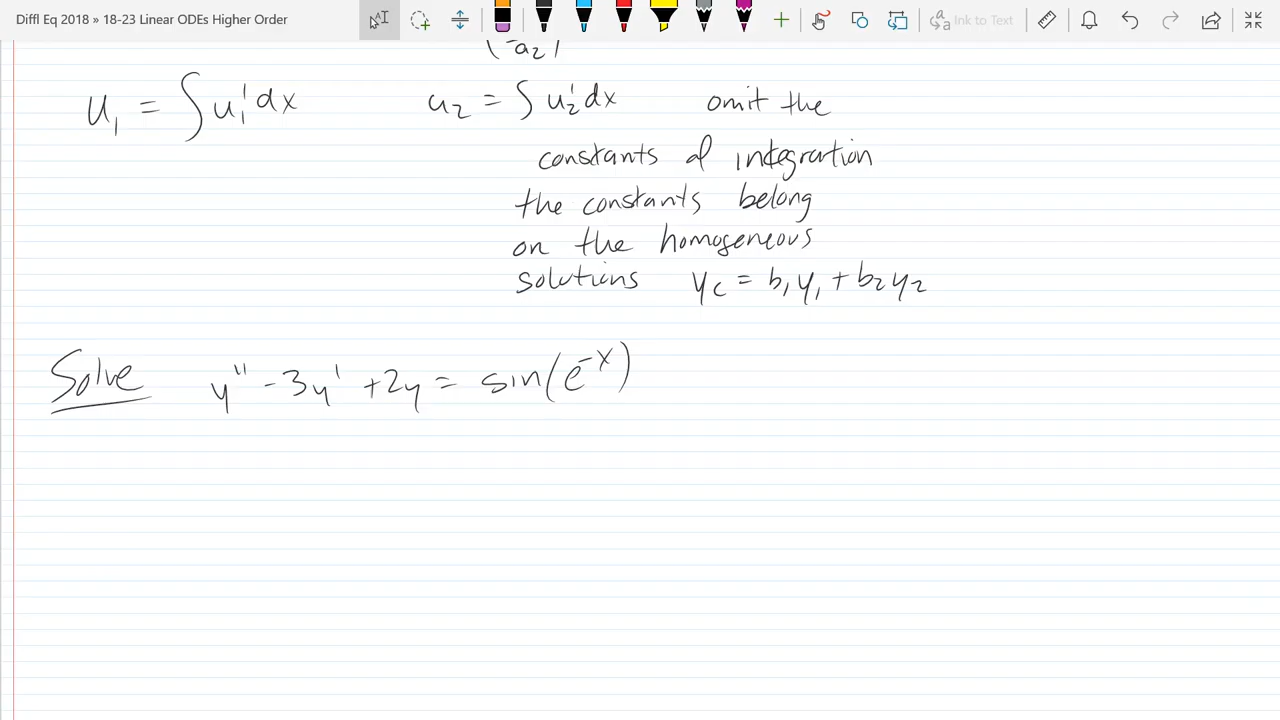 Diffl Eq 2018 » 18-23 Linear ODEs Higher Order
Ink to Text
(-a₂)
u₁ = ∫ u₁' dx u₂ = ∫ u₂' dx omit the
constants of integration
the constants belong
on the homogeneous
solutions y_c = b₁y₁ + b₂y₂
Solve y'' - 3y' + 2y = sin(e^{-x})